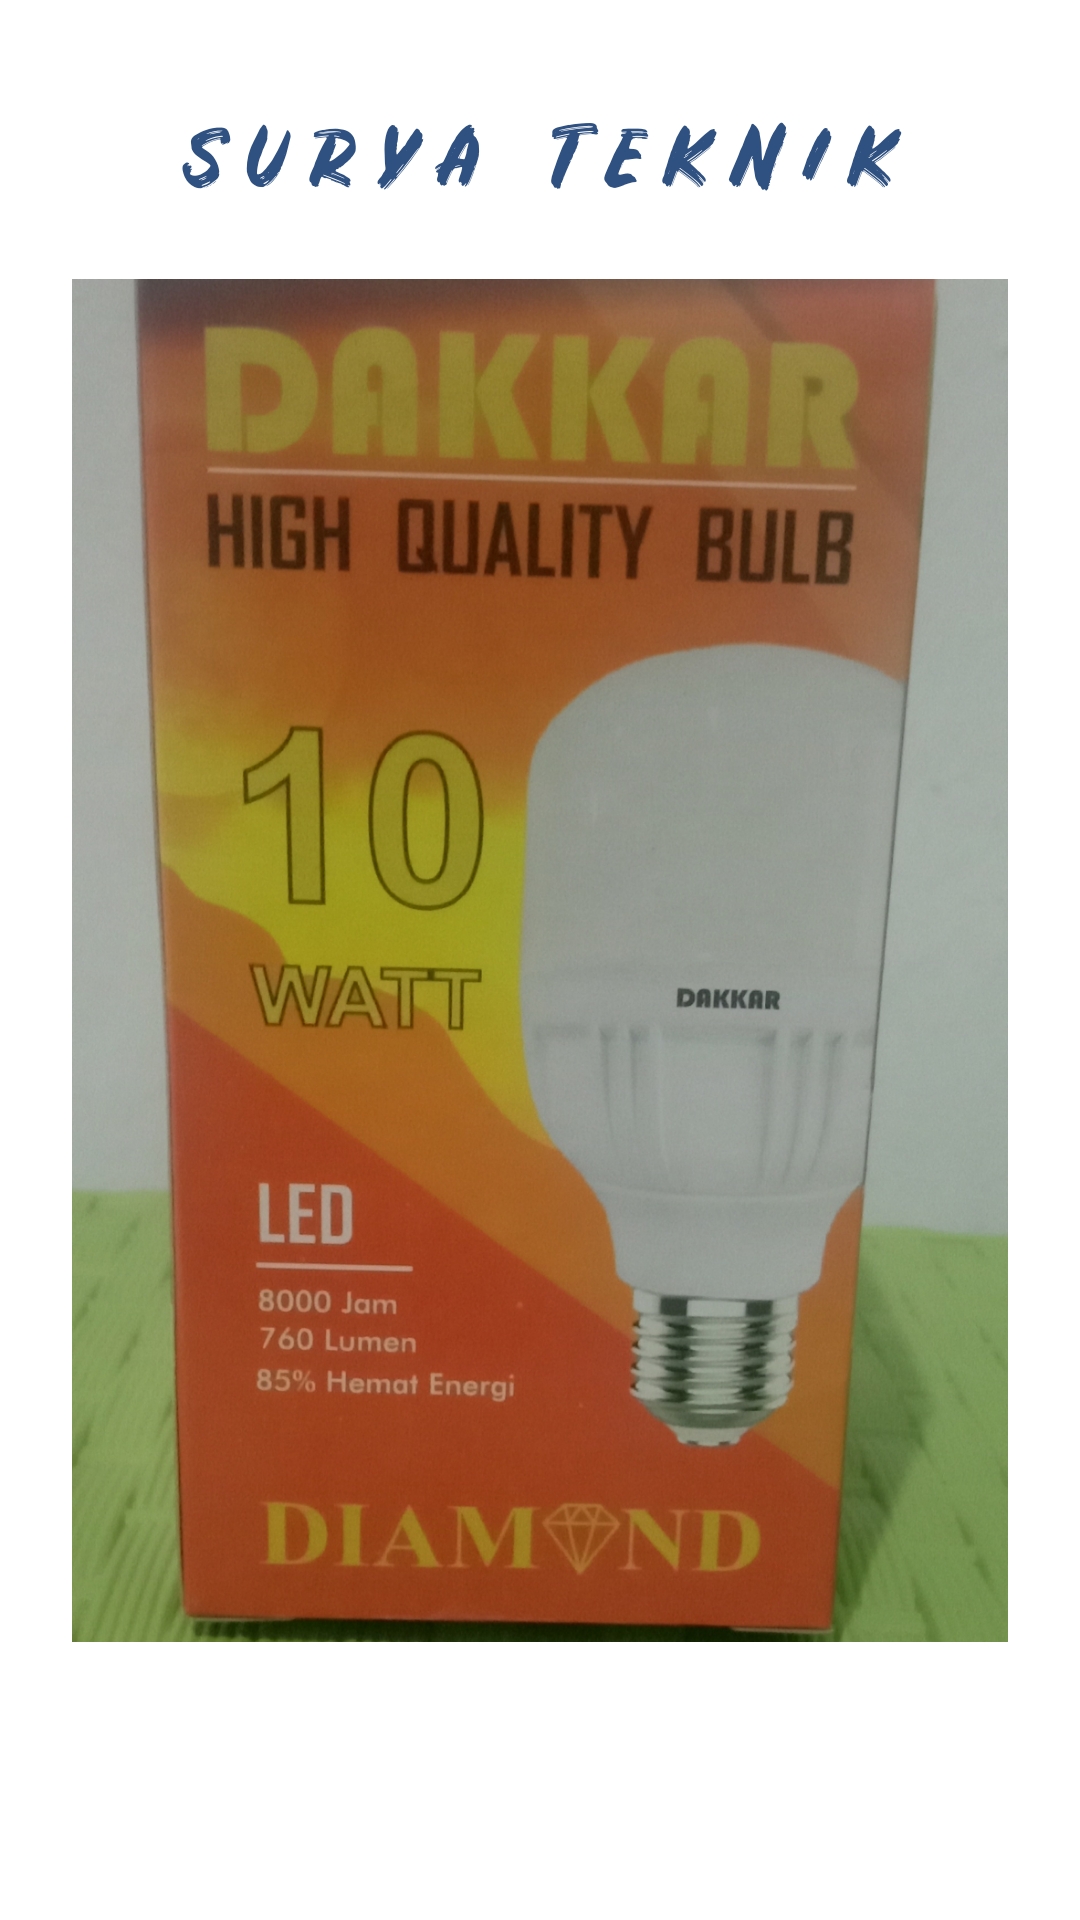 SURYA TEKNIK
DAKKAR
HIGH QUALITY BULB
10
WATT
DAKKAR
LED
8000 Jam
760 Lumen
85% Hemat Energi
DIAMOND